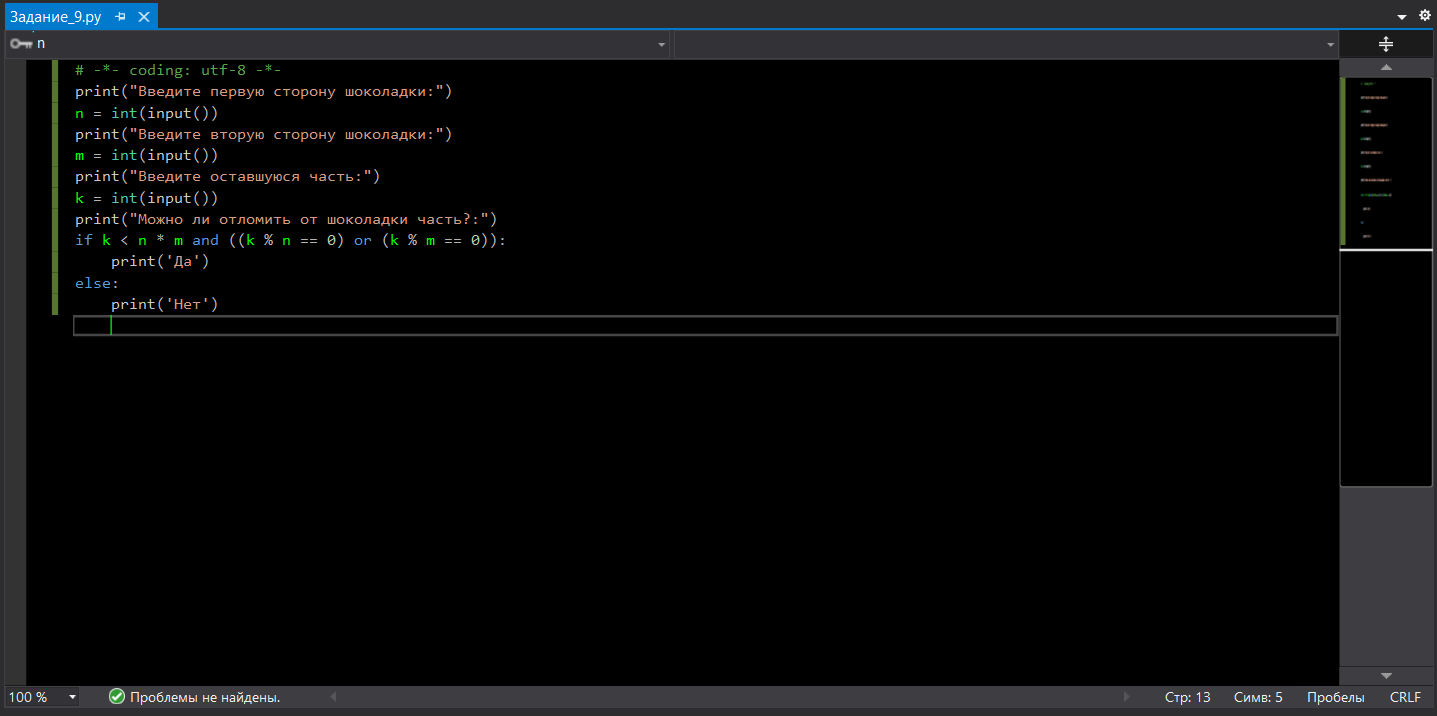 Задание_9.py
n
# -*- coding: utf-8 -*-
print("Введите первую сторону шоколадки:")
n = int(input())
print("Введите вторую сторону шоколадки:")
m = int(input())
print("Введите оставшуюся часть:")
k = int(input())
print("Можно ли отломить от шоколадки часть?:")
if k < n * m and ((k % n == 0) or (k % m == 0)):
    print('Да')
else:
    print('Нет')
100 % Проблемы не найдены. Стр: 13 Симв: 5 Пробелы CRLF